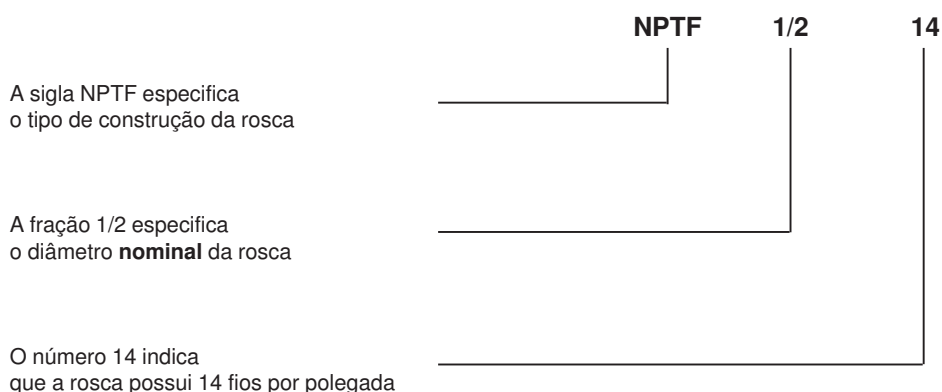 NPTF 1/2 14
A sigla NPTF especifica
o tipo de construção da rosca
A fração 1/2 especifica
o diâmetro nominal da rosca
O número 14 indica
que a rosca possui 14 fios por polegada